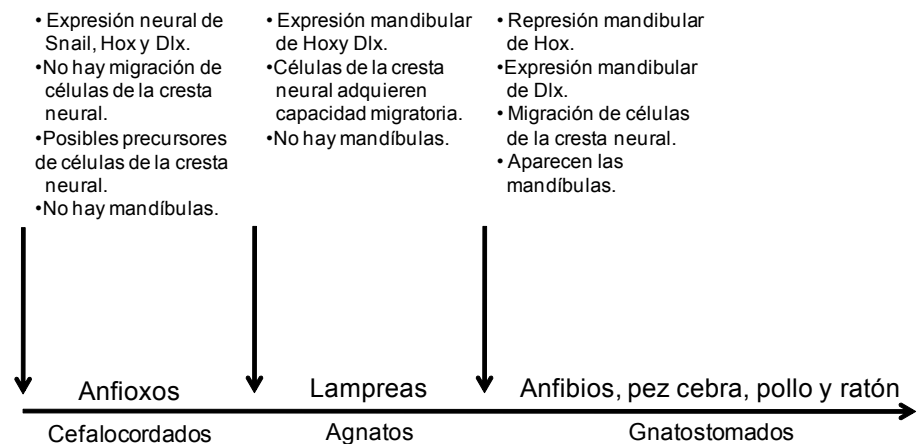 • Expresión neural de
Snail, Hox y Dlx.
•No hay migración de
células de la cresta
neural.
•Posibles precursores
de células de la cresta
neural.
•No hay mandíbulas.
• Expresión mandibular
de Hoxy Dlx.
•Células de la cresta
neural adquieren
capacidad migratoria.
•No hay mandíbulas.
• Represión mandibular
de Hox.
•Expresión mandibular
de Dlx.
• Migración de células
de la cresta neural.
• Aparecen las
mandíbulas.
Anfioxos
Lampreas
Anfibios, pez cebra, pollo y ratón
Cefalocordados
Agnatos
Gnatostomados